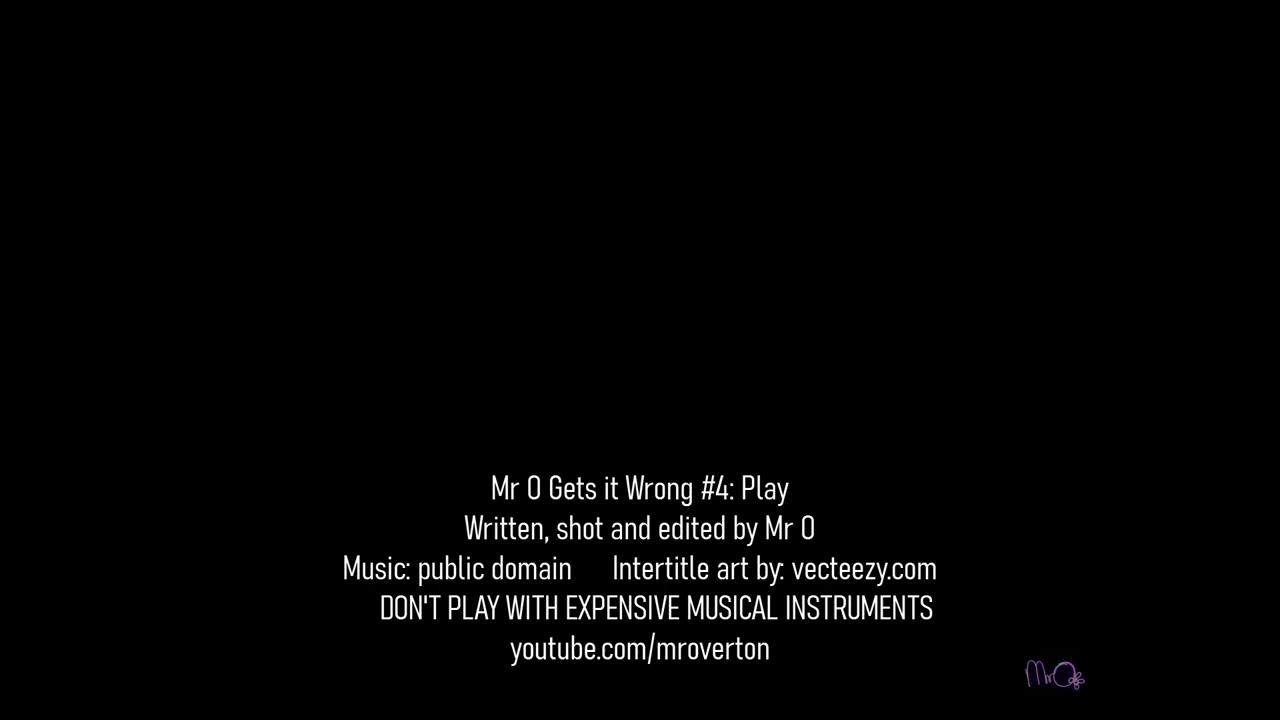 Mr O Gets it Wrong #4: Play
Written, shot and edited by Mr O
Music: public domain Intertitle art by: vecteezy.com
DON'T PLAY WITH EXPENSIVE MUSICAL INSTRUMENTS
youtube.com/mroverton
MrO